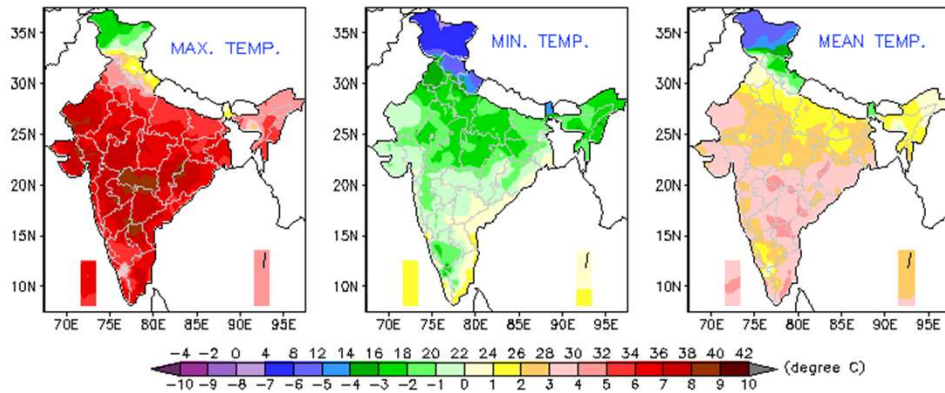 35N
30N
25N
20N
15N
10N
MAX. TEMP.
70E 75E 80E 85E 90E 95E
35N
30N
25N
20N
15N
10N
MIN. TEMP.
70E 75E 80E 85E 90E 95E
35N
30N
25N
20N
15N
10N
MEAN TEMP.
70E 75E 80E 85E 90E 95E
-4 -2 0 4 8 12 14 16 18 20 22 24 26 28 30 32 34 36 38 40 42
(degree C)
-10 -9 -8 -7 -6 -5 -4 -3 -2 -1 0 1 2 3 4 5 6 7 8 9 10